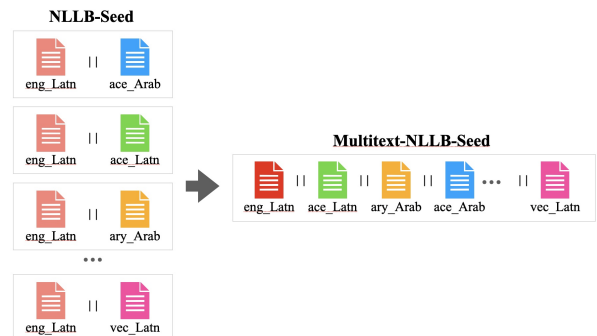 NLLB-Seed
eng_Latn || ace_Arab
eng_Latn || ace_Latn
eng_Latn || ary_Arab
•••
eng_Latn || vec_Latn
Multitext-NLLB-Seed
eng_Latn || ace_Latn || ary_Arab || ace_Arab ••• || vec_Latn